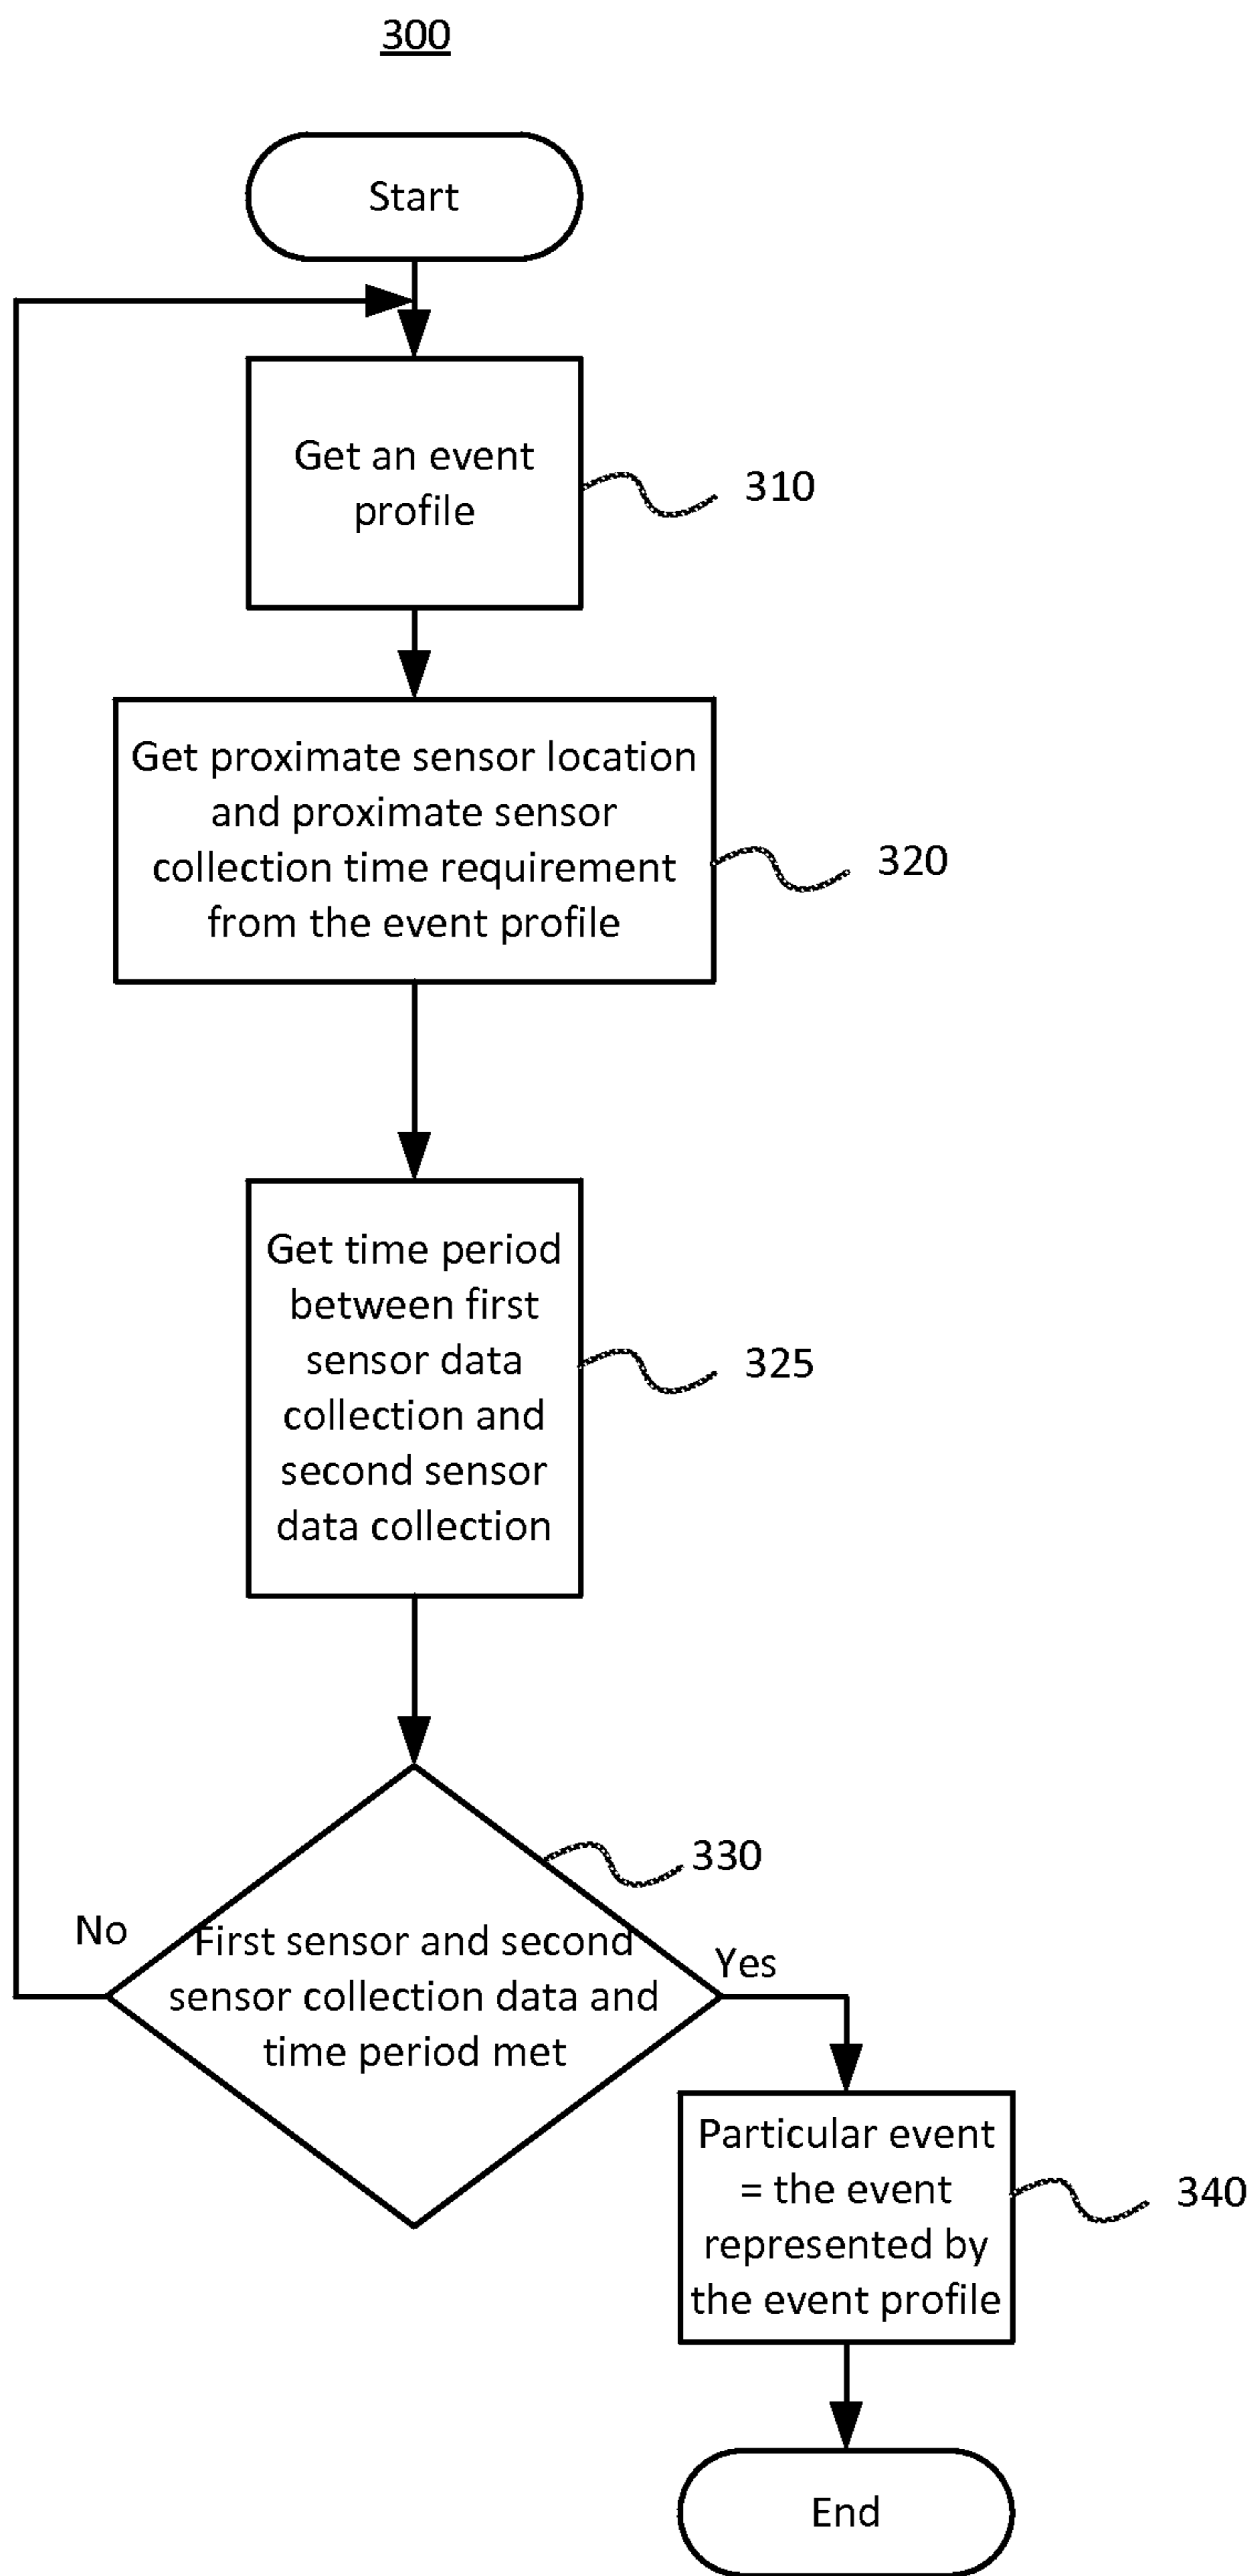 300
Start
Get an event
profile
310
Get proximate sensor location
and proximate sensor
collection time requirement
from the event profile
320
Get time period
between first
sensor data
collection and
second sensor
data collection
325
330
No
First sensor and second
sensor collection data and
time period met
Yes
Particular event
= the event
represented by
the event profile
340
End